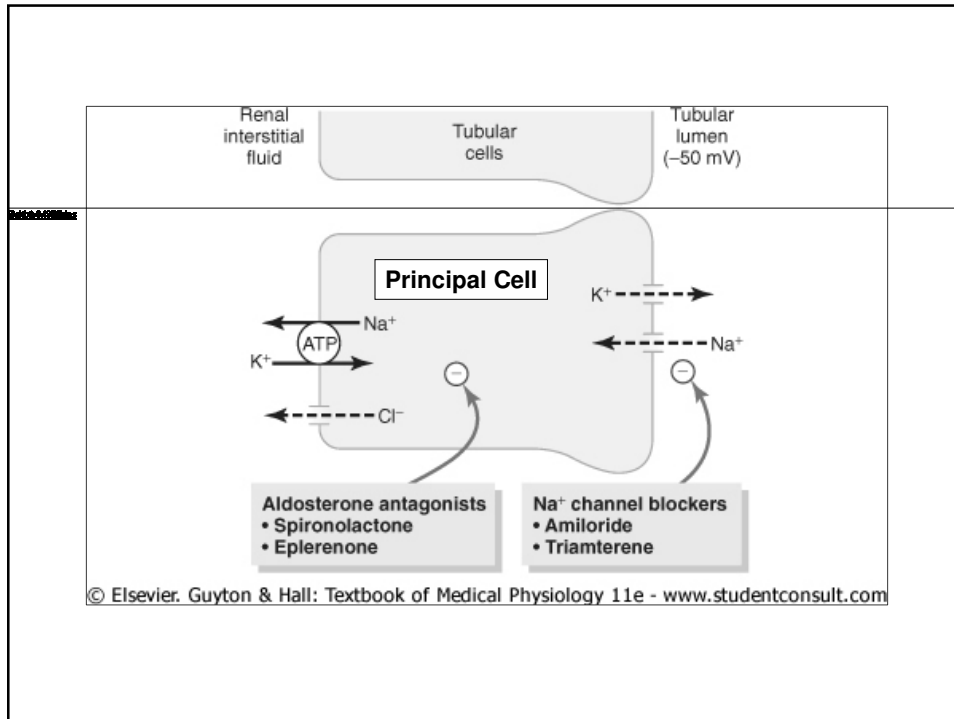 Renal
interstitial
fluid
Tubular
cells
Tubular
lumen
(–50 mV)
Principal Cell
K⁺
Na⁺
Na⁺
ATP
K⁺
Cl⁻
–
–
Aldosterone antagonists
• Spironolactone
• Eplerenone
Na⁺ channel blockers
• Amiloride
• Triamterene
© Elsevier. Guyton & Hall: Textbook of Medical Physiology 11e - www.studentconsult.com